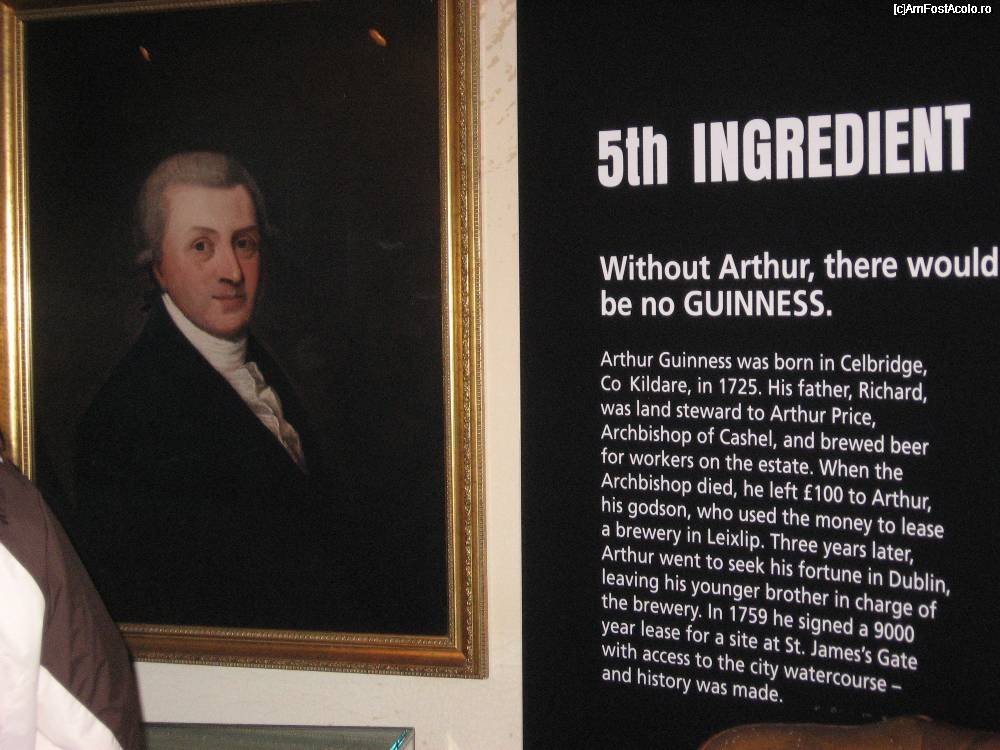 [c]AmFostAcolo.ro
5th INGREDIENT
Without Arthur, there would
be no GUINNESS.
Arthur Guinness was born in Celbridge,
Co Kildare, in 1725. His father, Richard,
was land steward to Arthur Price,
Archbishop of Cashel, and brewed beer
for workers on the estate. When the
Archbishop died, he left £100 to Arthur,
his godson, who used the money to lease
a brewery in Leixlip. Three years later,
Arthur went to seek his fortune in Dublin,
leaving his younger brother in charge of
the brewery. In 1759 he signed a 9000
year lease for a site at St. James's Gate
with access to the city watercourse –
and history was made.